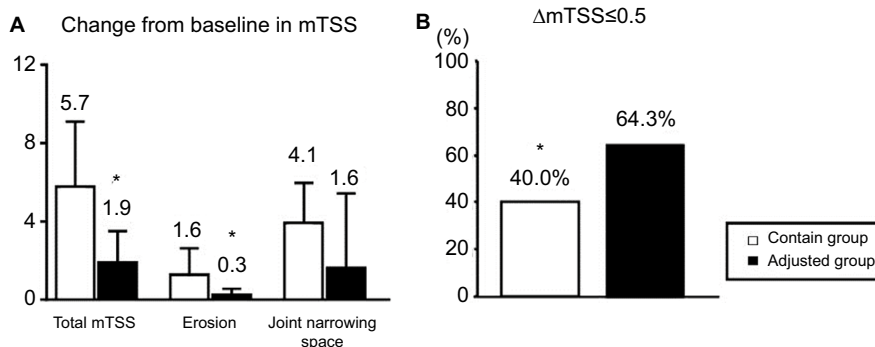 A Change from baseline in mTSS
12
8
4
0
5.7
*
1.9
1.6
*
0.3
4.1
1.6
Total mTSS
Erosion
Joint narrowing
space
B
ΔmTSS≤0.5
(%)
100
80
60
40
20
0
*
40.0%
64.3%
Contain group
Adjusted group